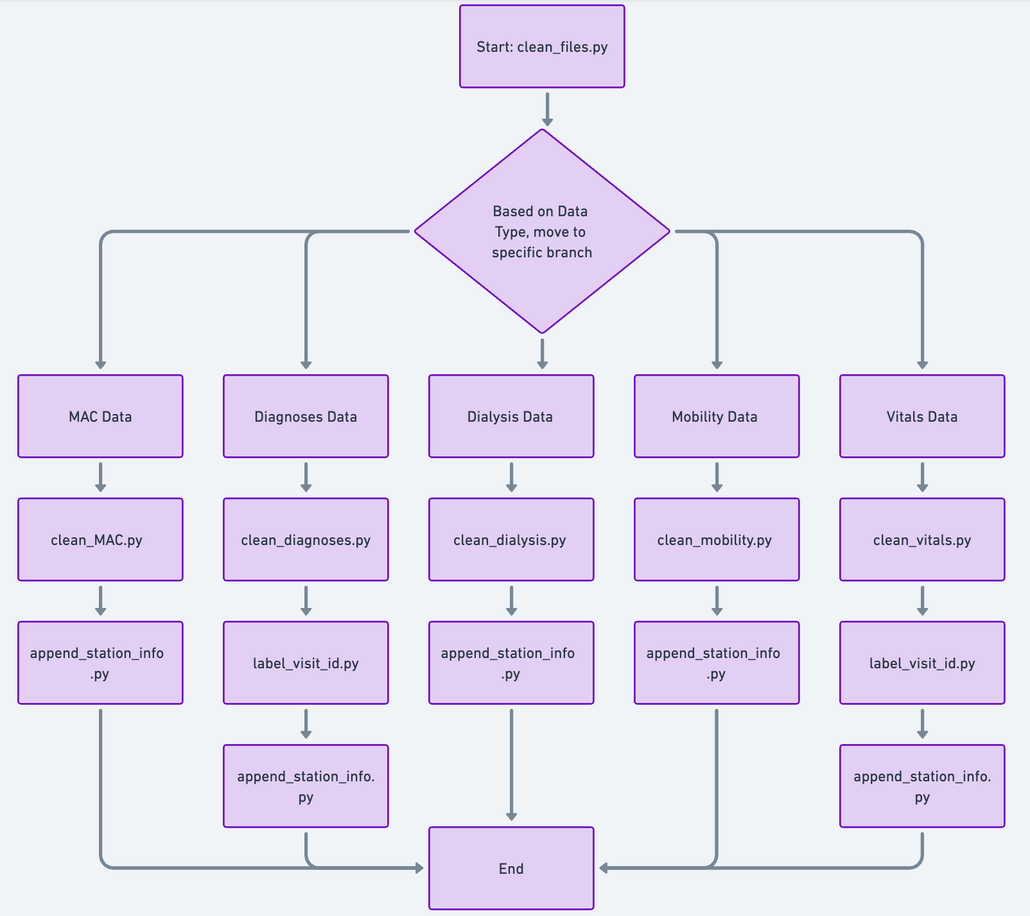 Start: clean_files.py
Based on Data
Type, move to
specific branch
MAC Data
Diagnoses Data
Dialysis Data
Mobility Data
Vitals Data
clean_MAC.py
clean_diagnoses.py
clean_dialysis.py
clean_mobility.py
clean_vitals.py
append_station_info
.py
label_visit_id.py
append_station_info
.py
append_station_info
.py
label_visit_id.py
append_station_info.
py
append_station_info.
py
End